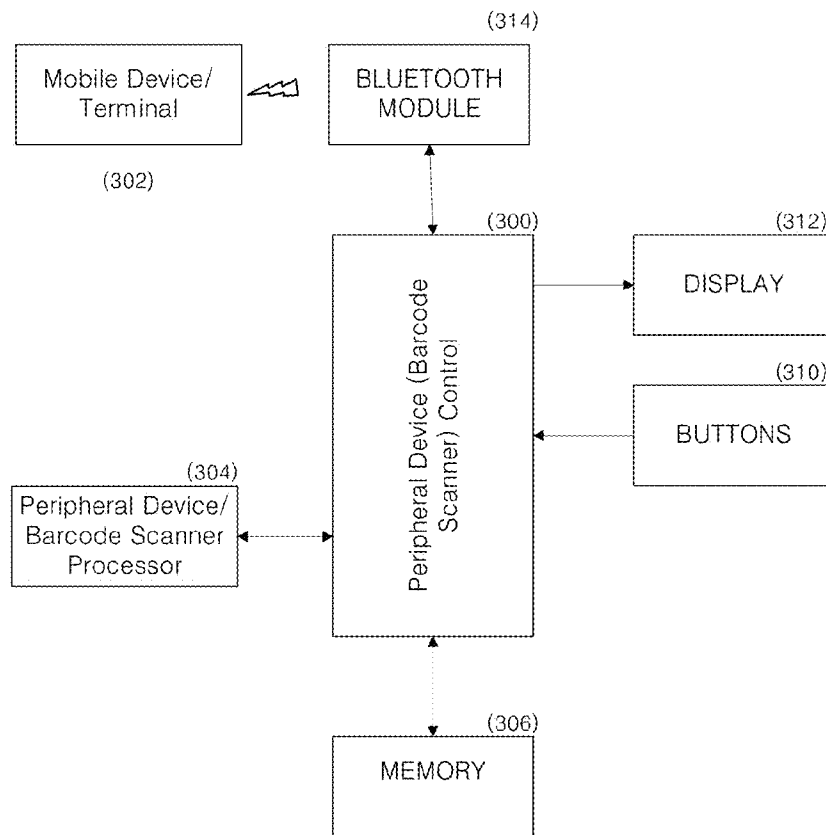 (314)
Mobile Device/
Terminal
BLUETOOTH
MODULE
(302)
(300)
(312)
Peripheral Device (Barcode
Scanner) Control
DISPLAY
(310)
BUTTONS
(304)
Peripheral Device/
Barcode Scanner
Processor
(306)
MEMORY